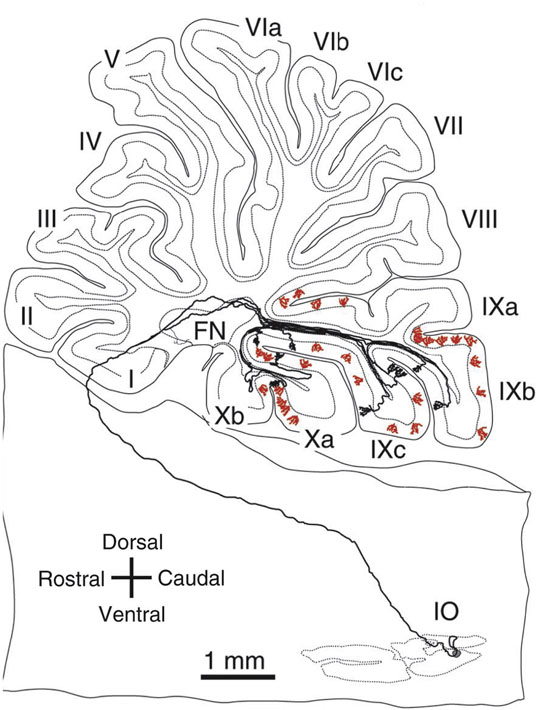 VIa
VIb
V
VIc
VII
IV
III
VIII
II
IXa
FN
I
IXb
Xb
Xa
IXc
Dorsal
Rostral
Caudal
Ventral
IO
1 mm